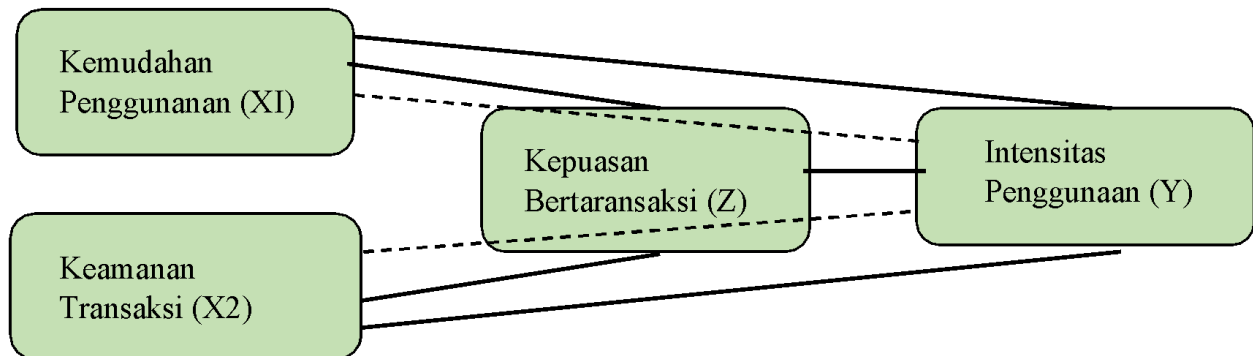 Kemudahan
Penggunanan (XI)
Kepuasan
Bertaransaksi (Z)
Intensitas
Penggunaan (Y)
Keamanan
Transaksi (X2)